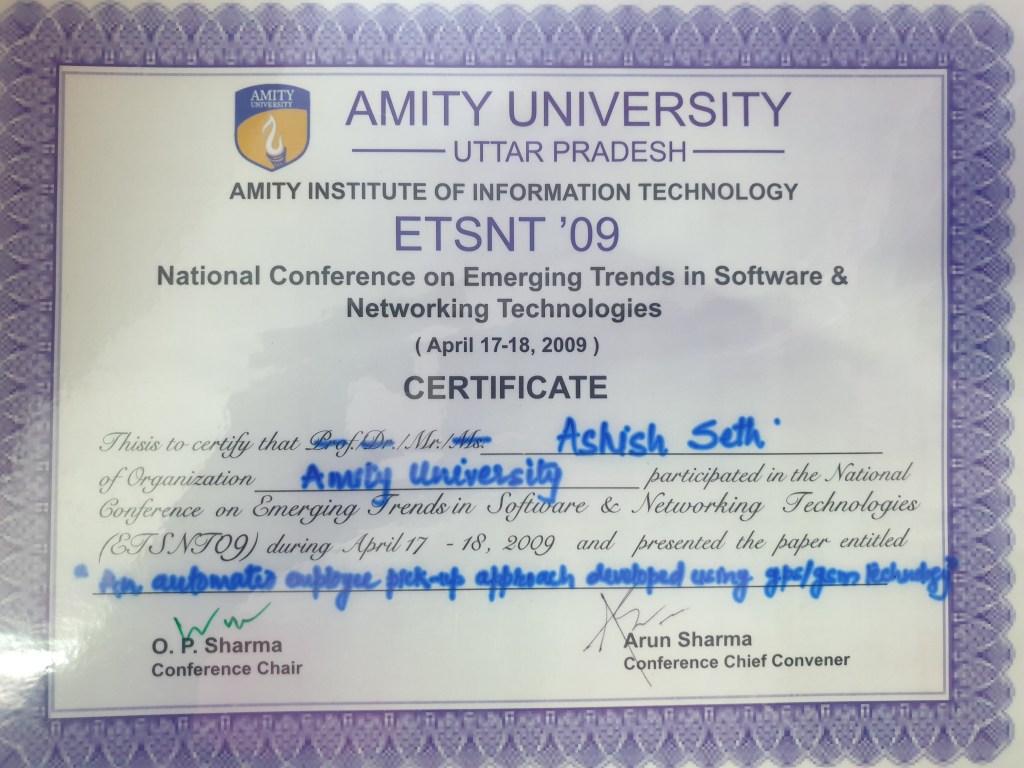 AMITY
UNIVERSITY
AMITY UNIVERSITY
UTTAR PRADESH
AMITY INSTITUTE OF INFORMATION TECHNOLOGY
ETSNT '09
National Conference on Emerging Trends in Software &
Networking Technologies
( April 17-18, 2009 )
CERTIFICATE
Thisis to certify that Prof./Dr./Mr./Ms. Ashish Seth
of Organization Amity University participated in the National
Conference on Emerging Trends in Software & Networking Technologies
(ETSNT09) during April 17 - 18, 2009 and presented the paper entitled
"An automated employee pick-up approach developed using gps/gsm technology"
O. P. Sharma
Conference Chair
Arun Sharma
Conference Chief Convener